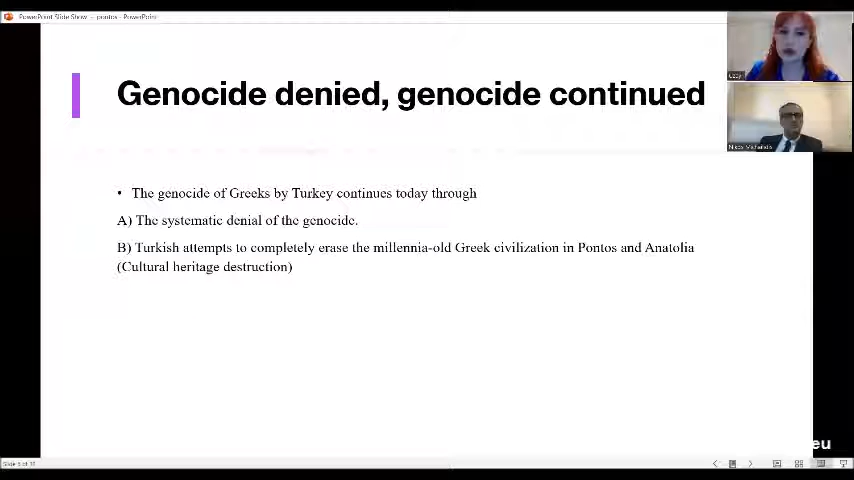 PowerPoint Slide Show - pontos - PowerPoint
Genocide denied, genocide continued
• The genocide of Greeks by Turkey continues today through
A) The systematic denial of the genocide.
B) Turkish attempts to completely erase the millennia-old Greek civilization in Pontos and Anatolia
(Cultural heritage destruction)
Nikos Michailidis
eu